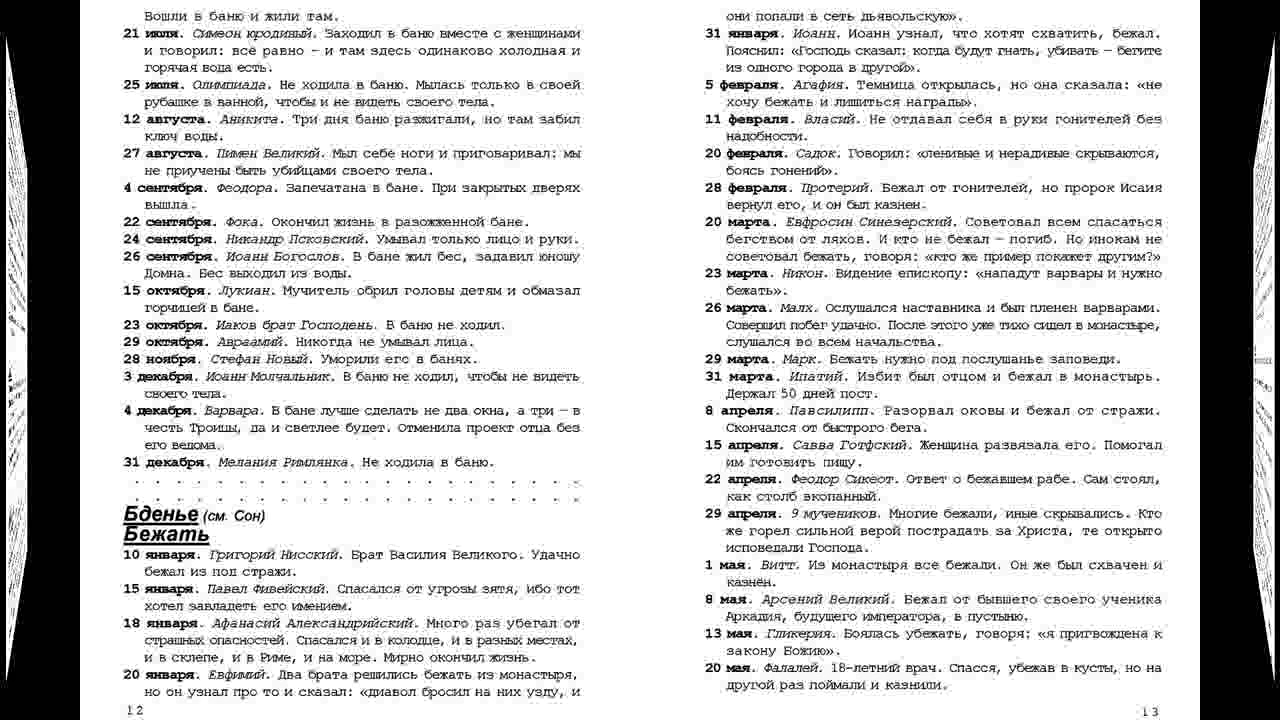 Вошли в баню и жили там.
21 июля. Симеон юродивый. Заходил в баню вместе с женщинами
и говорил: всё равно – и там здесь одинаково холодная и
горячая вода есть.
25 июля. Олимпиада. Не ходила в баню. Мылась только в своей
рубашке в ванной, чтобы и не видеть своего тела.
12 августа. Аникита. Три дня баню разжигали, но там забил
ключ воды.
27 августа. Пимен Великий. Мыл себе ноги и приговаривал: мы
не приучены быть убийцами своего тела.
4 сентября. Феодора. Запечатана в бане. При закрытых дверях
вышла.
22 сентября. Фока. Окончил жизнь в разожженной бане.
24 сентября. Никандр Псковский. Умывал только лицо и руки.
26 сентября. Иоанн Богослов. В бане жил бес, задавил юношу
Домна. Бес выходил из воды.
15 октября. Лукиан. Мучитель обрил головы детям и обмазал
горчицей в бане.
23 октября. Иаков брат Господень. В баню не ходил.
29 октября. Авраамий. Никогда не умывал лица.
28 ноября. Стефан Новый. Уморили его в банях.
3 декабря. Иоанн Молчальник. В баню не ходил, чтобы не видеть
своего тела.
4 декабря. Варвара. В бане лучше сделать не два окна, а три – в
честь Троицы, да и светлее будет. Отменила проект отца без
его ведома.
31 декабря. Мелания Римлянка. Не ходила в баню.
Бденье (см. Сон)
Бежать
10 января. Григорий Нисский. Брат Василия Великого. Удачно
бежал из под стражи.
15 января. Павел Фивейский. Спасался от угрозы зятя, ибо тот
хотел завладеть его имением.
18 января. Афанасий Александрийский. Много раз убегал от
страшных опасностей. Спасался и в колодце, и в разных местах,
и в склепе, и в Риме, и на море. Мирно окончил жизнь.
20 января. Евфимий. Два брата решились бежать из монастыря,
но он узнал про то и сказал: «диавол бросил на них узду, и
12
они попали в сеть дьявольскую».
31 января. Иоанн. Иоанн узнал, что хотят схватить, бежал.
Пояснил: «Господь сказал: когда будут гнать, убивать – бегите
из одного города в другой».
5 февраля. Агафия. Темница открылась, но она сказала: «не
хочу бежать и лишиться награды».
11 февраля. Власий. Не отдавал себя в руки гонителей без
надобности.
20 февраля. Садок. Говорил: «ленивые и нерадивые скрываются,
боясь гонений».
28 февраля. Протерий. Бежал от гонителей, но пророк Исаия
вернул его, и он был казнен.
20 марта. Евфросин Синезерский. Советовал всем спасаться
бегством от ляхов. И кто не бежал – погиб. Но инокам не
советовал бежать, говоря: «кто же пример покажет другим?»
23 марта. Никон. Видение епископу: «нападут варвары и нужно
бежать».
26 марта. Малх. Ослушался наставника и был пленен варварами.
Совершил побег удачно. После этого уже тихо сидел в монастыре,
слушался во всем начальства.
29 марта. Марк. Бежать нужно под послушанье заповеди.
31 марта. Ипатий. Избит был отцом и бежал в монастырь.
Держал 50 дней пост.
8 апреля. Павсилипп. Разорвал оковы и бежал от стражи.
Скончался от быстрого бега.
15 апреля. Савва Готфский. Женщина развязала его. Помогал
им готовить пищу.
22 апреля. Феодор Сикеот. Ответ о бежавшем рабе. Сам стоял,
как столб вкопанный.
29 апреля. 9 мучеников. Многие бежали, иные скрывались. Кто
же горел сильной верой пострадать за Христа, те открыто
исповедали Господа.
1 мая. Витт. Из монастыря все бежали. Он же был схвачен и
казнён.
8 мая. Арсений Великий. Бежал от бывшего своего ученика
Аркадия, будущего императора, в пустыню.
13 мая. Гликерия. Боялась убежать, говоря: «я пригвождена к
закону Божию».
20 мая. Фалалей. 18-летний врач. Спасся, убежав в кусты, но на
другой раз поймали и казнили.
13